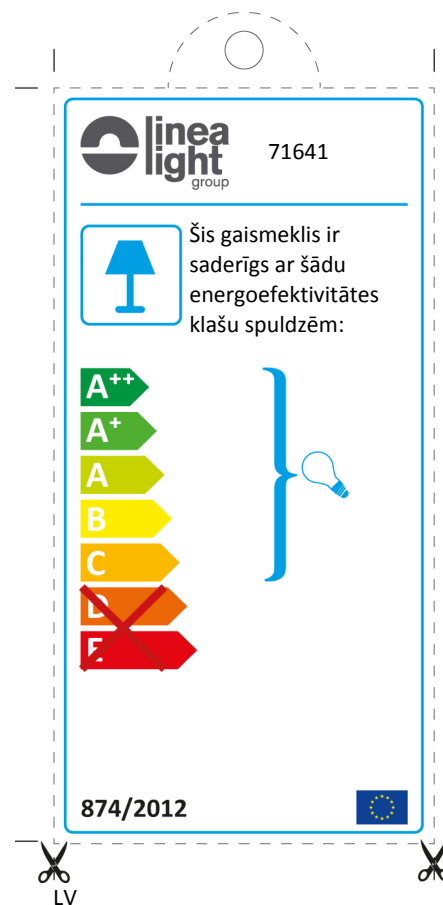 linea
light
group
71641
Šis gaismeklis ir
saderīgs ar šādu
energoefektivitātes
klašu spuldzēm:
A++
A+
A
B
C
D
E
874/2012
LV